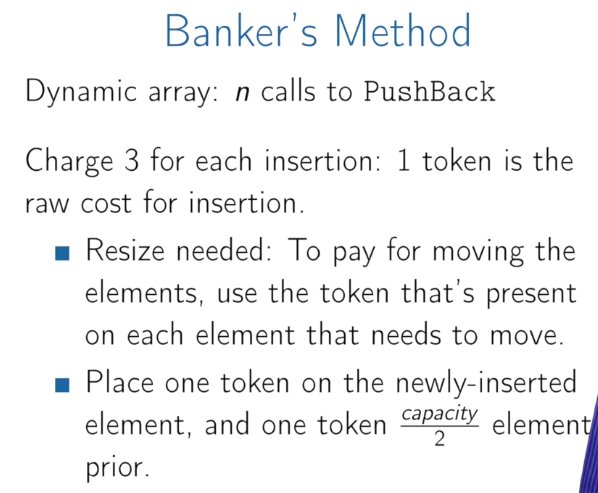 Banker's Method
Dynamic array: n calls to PushBack
Charge 3 for each insertion: 1 token is the
raw cost for insertion.
Resize needed: To pay for moving the
elements, use the token that's present
on each element that needs to move.
Place one token on the newly-inserted
element, and one token capacity/2 element
prior.